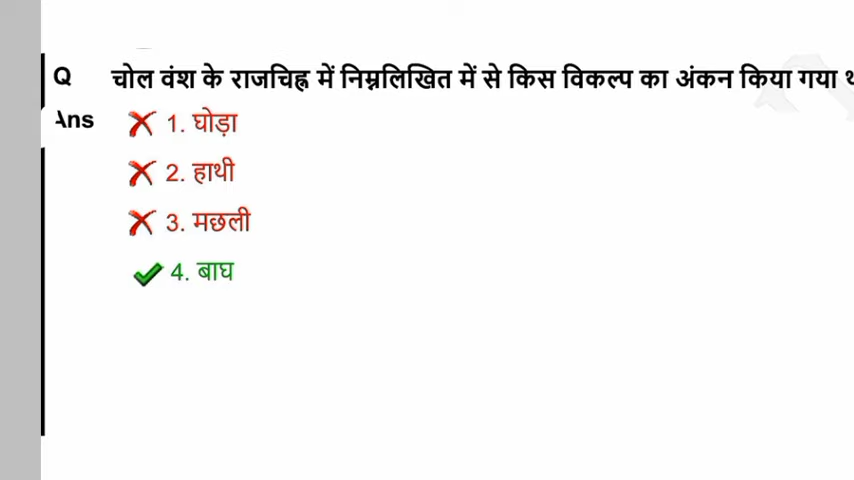 Q चोल वंश के राजचिह्न में निम्नलिखित में से किस विकल्प का अंकन किया गया
Ans 1. घोड़ा
2. हाथी
3. मछली
4. बाघ